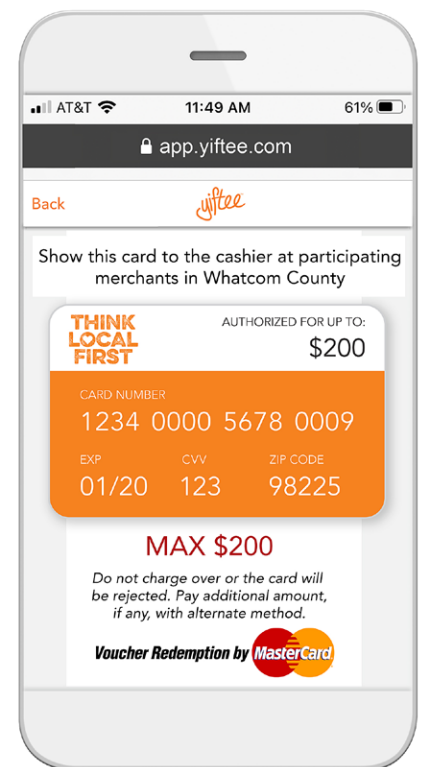 AT&T 11:49 AM 61%
app.yiftee.com
Back yiftee
Show this card to the cashier at participating
merchants in Whatcom County
THINK
LOCAL
FIRST
AUTHORIZED FOR UP TO:
$200
CARD NUMBER
1234 0000 5678 0009
EXP CVV ZIP CODE
01/20 123 98225
MAX $200
Do not charge over or the card will
be rejected. Pay additional amount,
if any, with alternate method.
Voucher Redemption by MasterCard